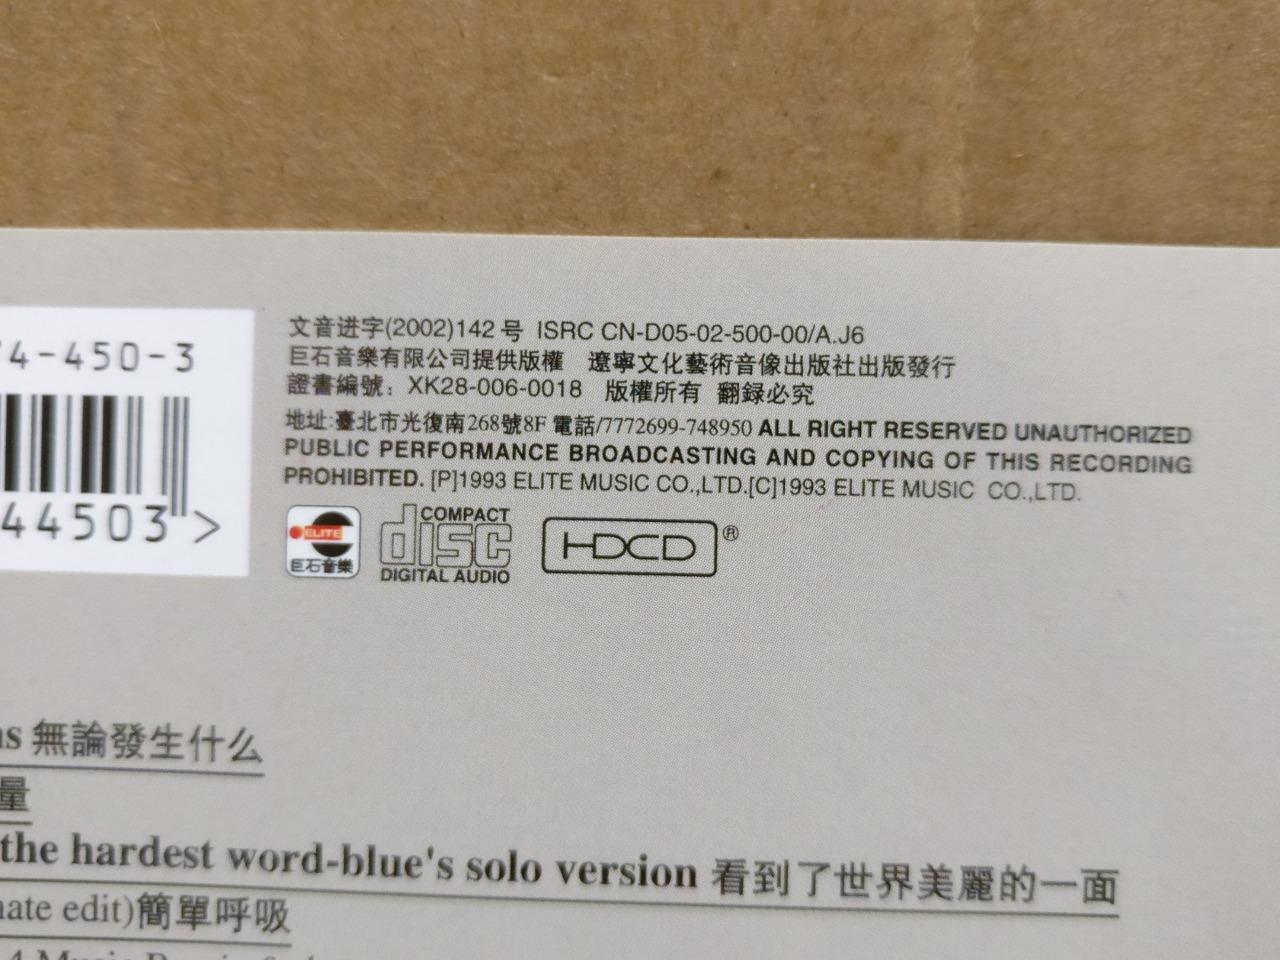 文音进字(2002)142号 ISRC CN-D05-02-500-00/A.J6
巨石音樂有限公司提供版權 遼寧文化藝術音像出版社出版發行
證書編號：XK28-006-0018 版權所有 翻録必究
地址:臺北市光復南268號8F 電話/7772699-748950 ALL RIGHT RESERVED UNAUTHORIZED
PUBLIC PERFORMANCE BROADCASTING AND COPYING OF THIS RECORDING
PROHIBITED. [P]1993 ELITE MUSIC CO.,LTD.[C]1993 ELITE MUSIC CO.,LTD.
4-450-3
44503>
ELITE
巨石音樂
COMPACT
disc
DIGITAL AUDIO
HDCD®
無論發生什么
量
the hardest word-blue's solo version 看到了世界美麗的一面
edit)簡單呼吸